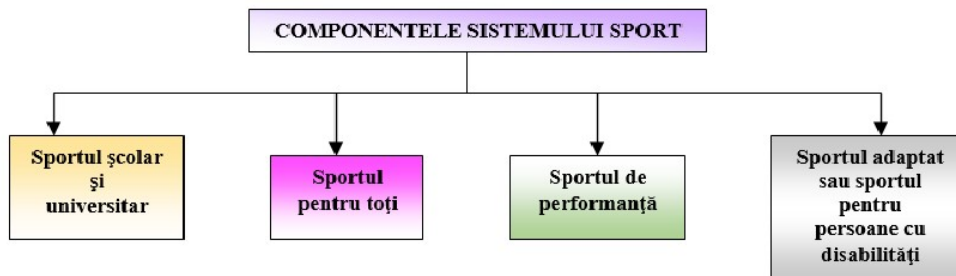 COMPONENTELE SISTEMULUI SPORT
Sportul şcolar
şi
universitar
Sportul
pentru toţi
Sportul de
performanţă
Sportul adaptat
sau sportul
pentru
persoane cu
disabilităţi